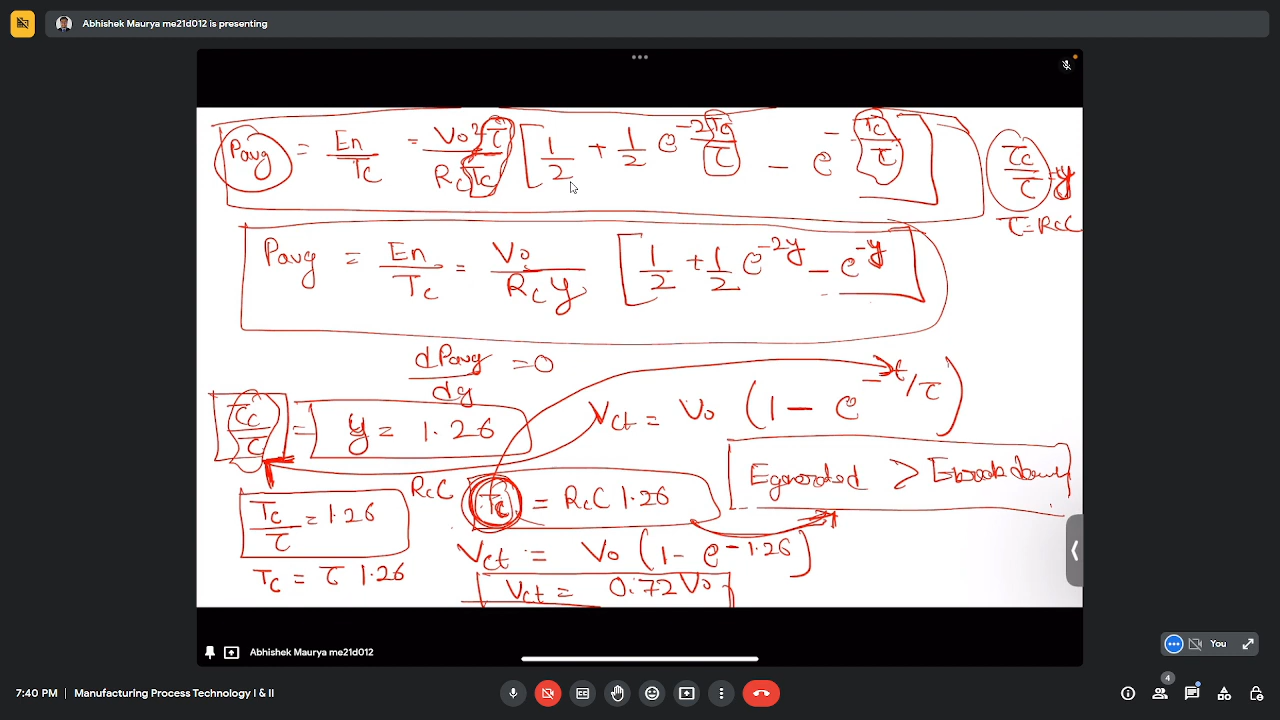 Abhishek Maurya me21d012 is presenting
Pavg = En/Tc = Vo²τ/RcTc [1/2 + 1/2 e^-2Tc/τ - e^-Tc/τ]
Tc/τ = y
τ = RcC
Pavg = En/Tc = Vo/Rcy [1/2 + 1/2 e^-2y - e^-y]
dPavg/dy = 0
Vct = Vo (1 - e^-t/τ)
Tc/τ = y = 1.26
Egenerated > Ebreakdown
RcC
Tc = RcC 1.26
Tc/τ = 1.26
Vct = Vo (1 - e^-1.26)
Tc = τ 1.26
Vct = 0.72Vo
Abhishek Maurya me21d012
You
4
7:40 PM | Manufacturing Process Technology I & II